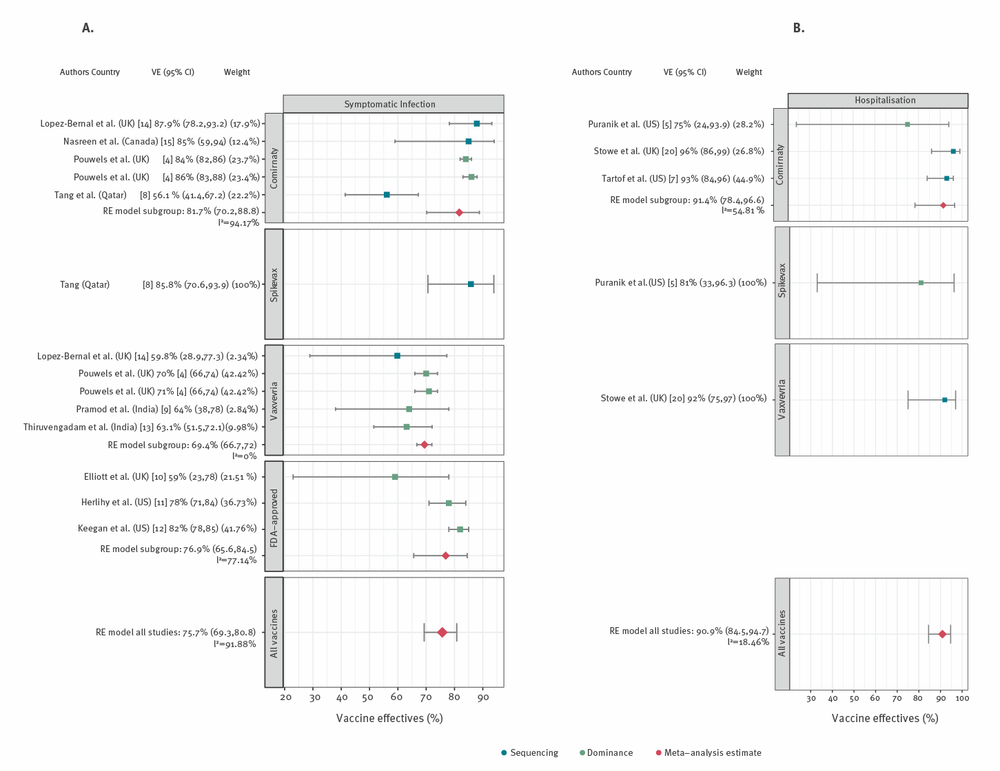 A.
Authors Country VE (95% CI) Weight
Symptomatic Infection
Comirnaty
Lopez-Bernal et al. (UK) [14] 87.9% (78.2,93.2) (17.9%)
Nasreen et al. (Canada) [15] 85% (59,94) (12.4%)
Pouwels et al. (UK) [4] 84% (82,86) (23.7%)
Pouwels et al. (UK) [4] 86% (83,88) (23.4%)
Tang et al. (Qatar) [8] 56.1 % (41.4,67.2) (22.2%)
RE model subgroup: 81.7% (70.2,88.8)
I²=94.17%
Spikevax
Tang (Qatar) [8] 85.8% (70.6,93.9) (100%)
Vaxvevria
Lopez-Bernal et al. (UK) [14] 59.8% (28.9,77.3) (2.34%)
Pouwels et al. (UK) 70% [4] (66,74) (42.42%)
Pouwels et al. (UK) 71% [4] (66,74) (42.42%)
Pramod et al. (India) [9] 64% (38,78) (2.84%)
Thiruvengadam et al. (India) [13] 63.1% (51.5,72.1)(9.98%)
RE model subgroup: 69.4% (66.7,72)
I²=0%
FDA-approved
Elliott et al. (UK) [10] 59% (23,78) (21.51 %)
Herlihy et al. (US) [11] 78% (71,84) (36.73%)
Keegan et al. (US) [12] 82% (78,85) (41.76%)
RE model subgroup: 76.9% (65.6,84.5)
I²=77.14%
All vaccines
RE model all studies: 75.7% (69.3,80.8)
I²=91.88%
20 30 40 50 60 70 80 90
Vaccine effectives (%)
B.
Authors Country VE (95% CI) Weight
Hospitalisation
Comirnaty
Puranik et al. (US) [5] 75% (24,93.9) (28.2%)
Stowe et al. (UK) [20] 96% (86,99) (26.8%)
Tartof et al. (US) [7] 93% (84,96) (44.9%)
RE model subgroup: 91.4% (78.4,96.6)
I²=54.81 %
Spikevax
Puranik et al.(US) [5] 81% (33,96.3) (100%)
Vaxvevrla
Stowe et al. (UK) [20] 92% (75,97) (100%)
All vaccines
RE model all studies: 90.9% (84.5,94.7)
I²=18.46%
30 40 50 60 70 80 90 100
Vaccine effectives (%)
Sequencing Dominance Meta-analysis estimate